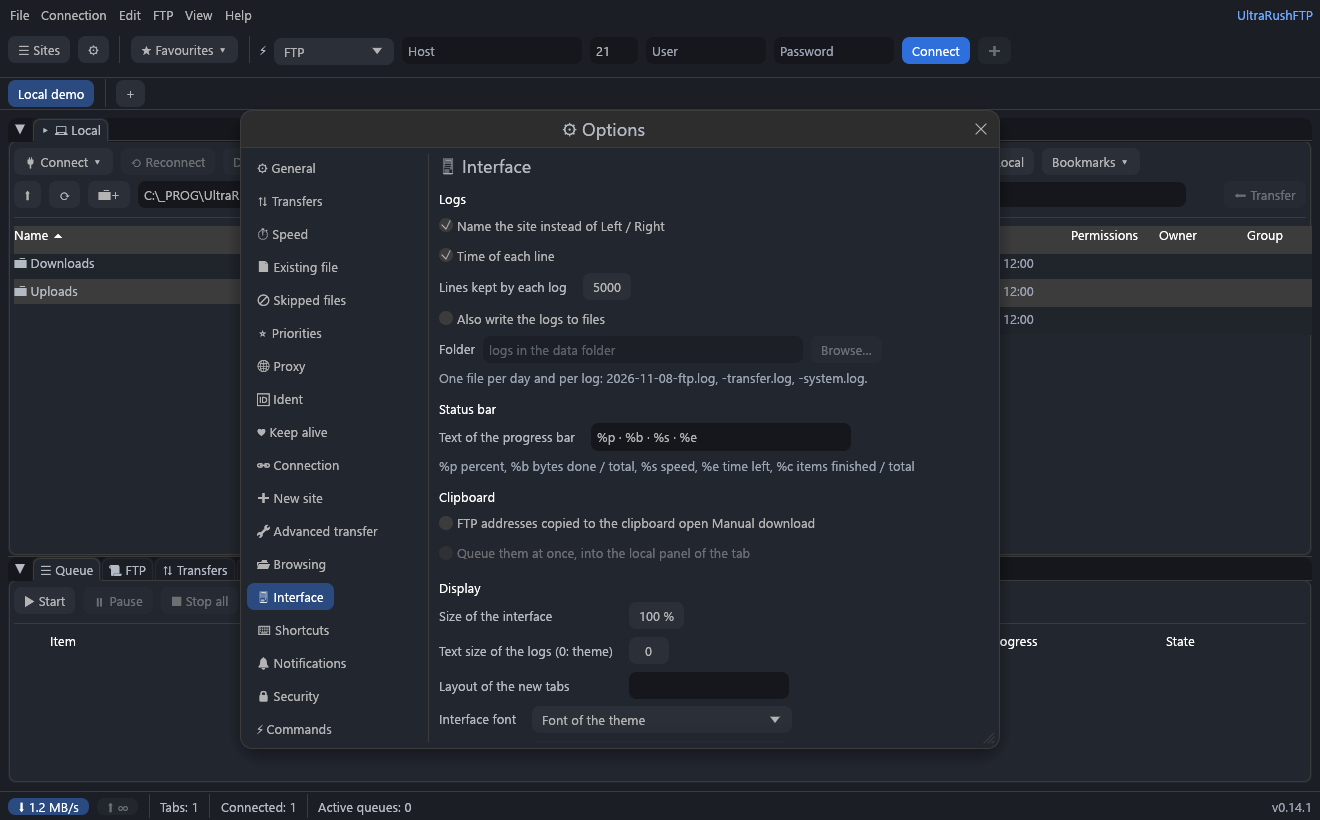 File Connection Edit FTP View Help UltraRushFTP
Sites Favourites FTP Host 21 User Password Connect +
Local demo +
Local
Options
Connect Reconnect Bookmarks
C:\_PROG\UltraR Transfer
Name Permissions Owner Group
Downloads 12:00
Uploads 12:00
12:00
General
Transfers
Speed
Existing file
Skipped files
Priorities
Proxy
Ident
Keep alive
Connection
New site
Advanced transfer
Browsing
Interface
Shortcuts
Notifications
Security
Commands
Interface
Logs
Name the site instead of Left / Right
Time of each line
Lines kept by each log 5000
Also write the logs to files
Folder logs in the data folder Browse...
One file per day and per log: 2026-11-08-ftp.log, -transfer.log, -system.log.
Status bar
Text of the progress bar %p · %b · %s · %e
%p percent, %b bytes done / total, %s speed, %e time left, %c items finished / total
Clipboard
FTP addresses copied to the clipboard open Manual download
Queue them at once, into the local panel of the tab
Display
Size of the interface 100 %
Text size of the logs (0: theme) 0
Layout of the new tabs
Interface font Font of the theme
Queue FTP Transfers
Start Pause Stop all
Item ogress State
1.2 MB/s ∞ Tabs: 1 Connected: 1 Active queues: 0 v0.14.1